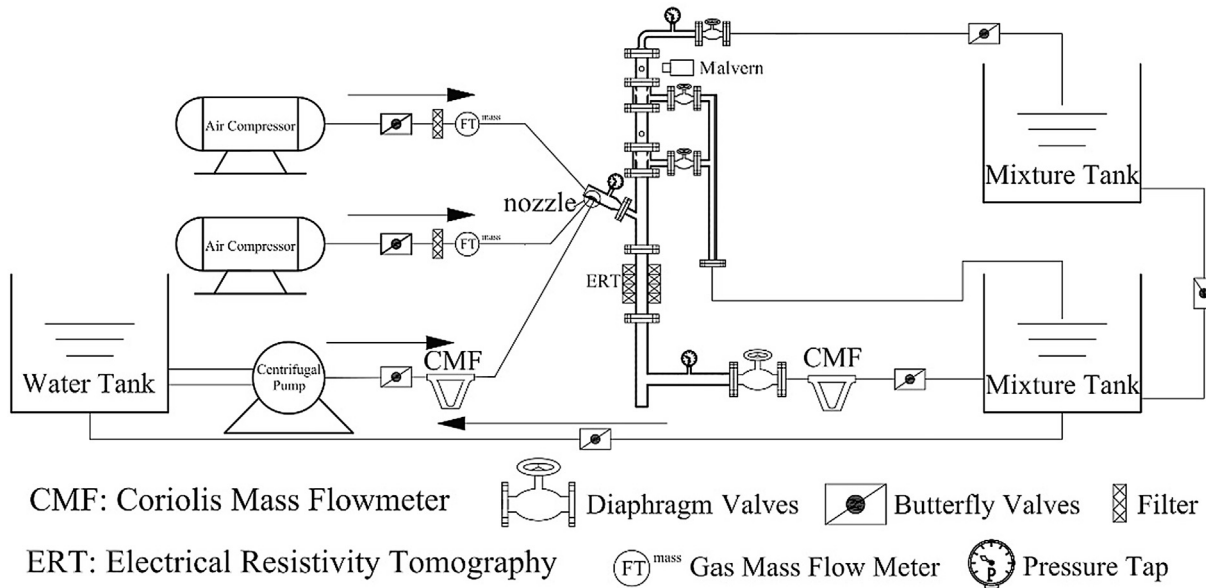 Malvern
Air Compressor
FT mass
Mixture Tank
nozzle
Air Compressor
FT mass
ERT
Water Tank
Centrifugal
Pump
CMF
CMF
Mixture Tank
CMF: Coriolis Mass Flowmeter
Diaphragm Valves
Butterfly Valves
Filter
ERT: Electrical Resistivity Tomography
FT mass Gas Mass Flow Meter
P Pressure Tap